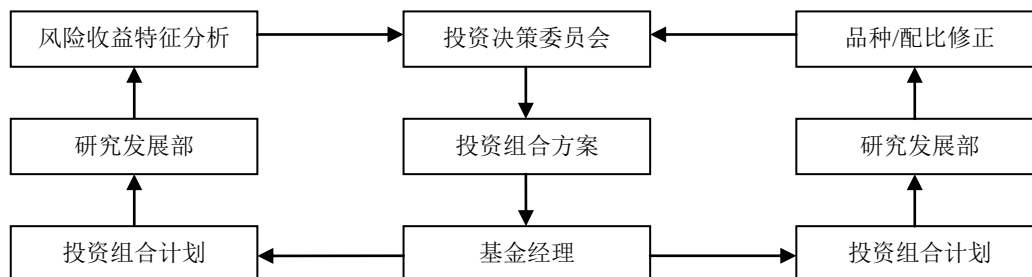 风险收益特征分析
投资决策委员会
品种/配比修正
研究发展部
投资组合方案
研究发展部
投资组合计划
基金经理
投资组合计划